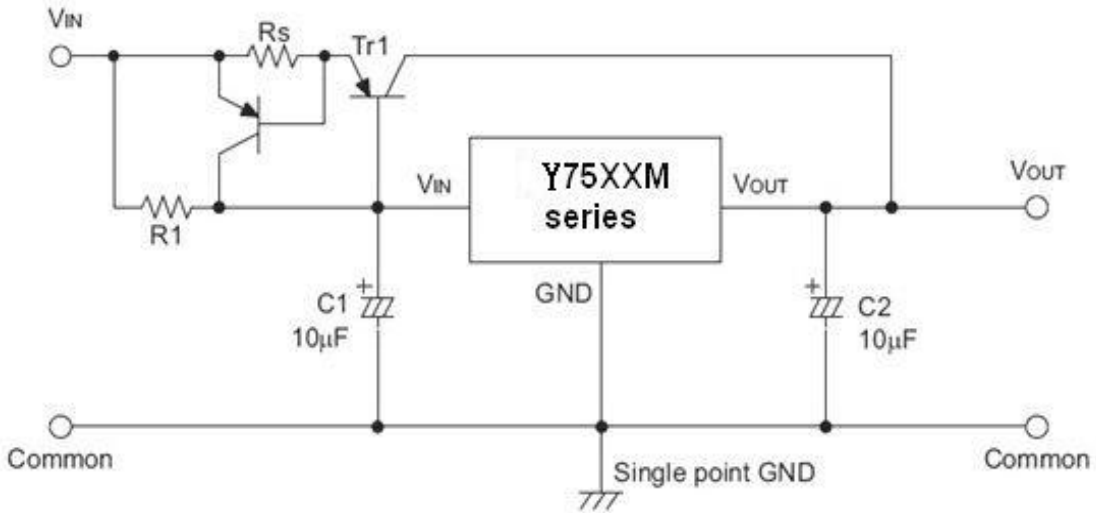 VIN
Rs
Tr1
R1
VIN
Y75XXM
series
VOUT
VOUT
GND
C1
10μF
+
C2
10μF
+
Common
Single point GND
Common